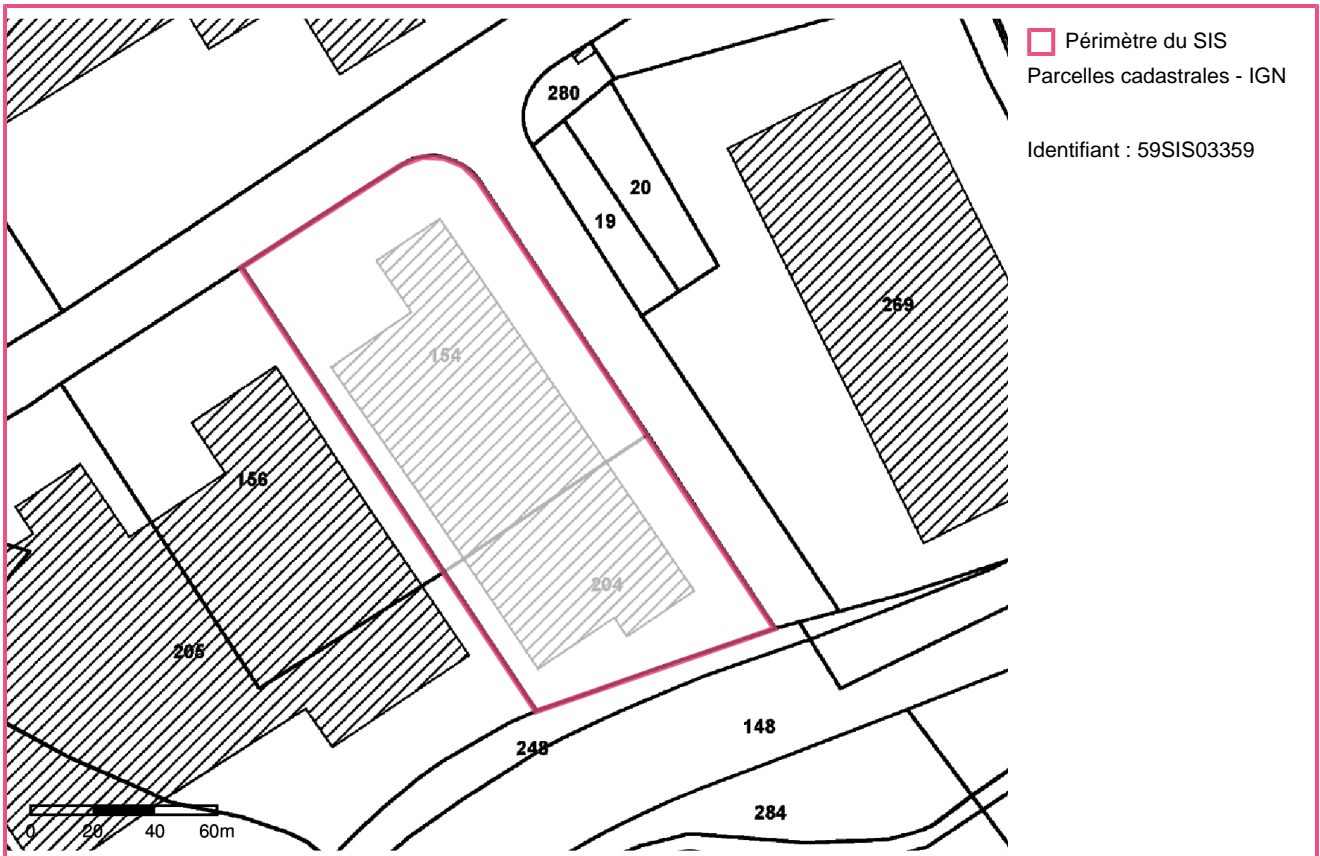 Périmètre du SIS
Parcelles cadastrales - IGN
Identifiant : 59SIS03359
280
20
19
269
154
156
204
205
248
148
284
0 20 40 60m